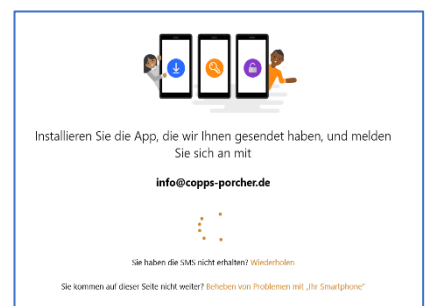 Installieren Sie die App, die wir Ihnen gesendet haben, und melden
Sie sich an mit
info@copps-porcher.de
Sie haben die SMS nicht erhalten? Wiederholen
Sie kommen auf dieser Seite nicht weiter? Beheben von Problemen mit „Ihr Smartphone"